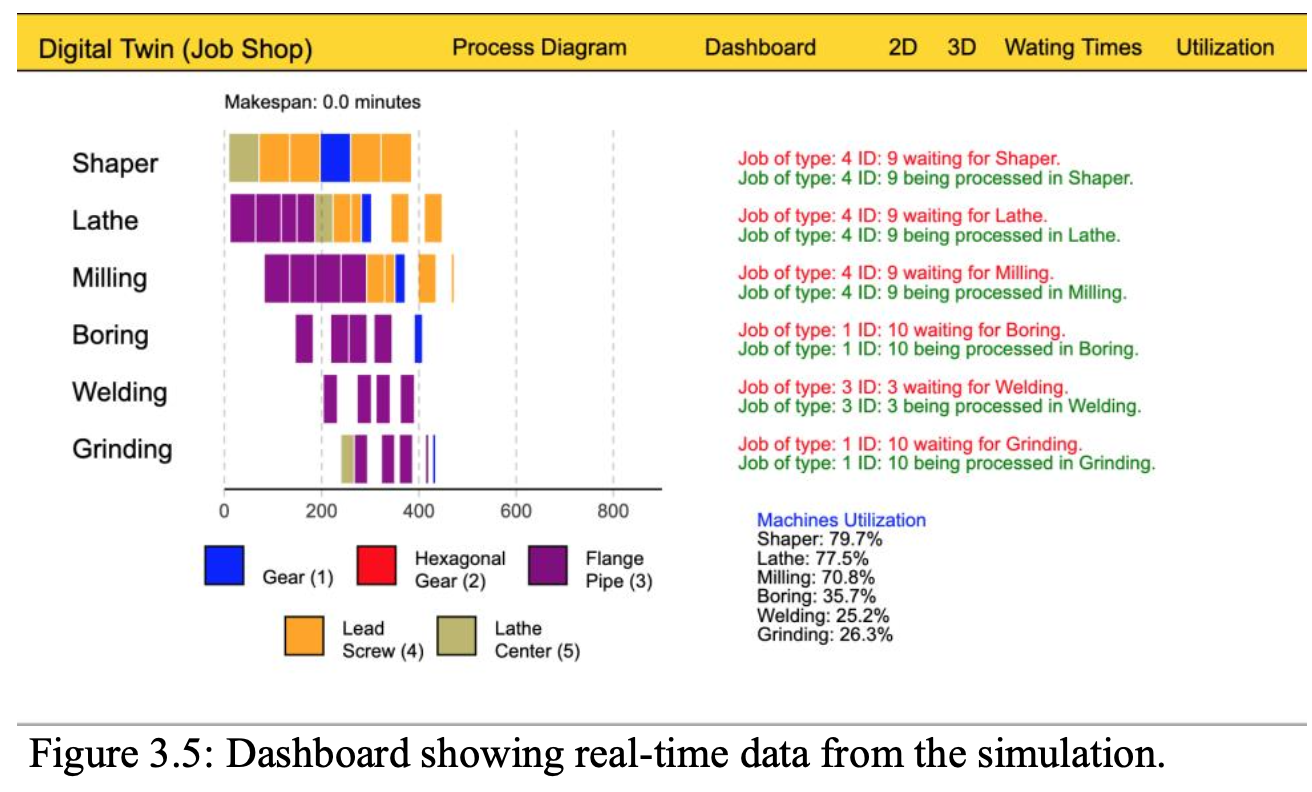 Digital Twin (Job Shop) Process Diagram Dashboard 2D 3D Wating Times Utilization
Makespan: 0.0 minutes
Shaper
Lathe
Milling
Boring
Welding
Grinding
0 200 400 600 800
Gear (1)
Hexagonal
Gear (2)
Flange
Pipe (3)
Lead
Screw (4)
Lathe
Center (5)
Job of type: 4 ID: 9 waiting for Shaper.
Job of type: 4 ID: 9 being processed in Shaper.
Job of type: 4 ID: 9 waiting for Lathe.
Job of type: 4 ID: 9 being processed in Lathe.
Job of type: 4 ID: 9 waiting for Milling.
Job of type: 4 ID: 9 being processed in Milling.
Job of type: 1 ID: 10 waiting for Boring.
Job of type: 1 ID: 10 being processed in Boring.
Job of type: 3 ID: 3 waiting for Welding.
Job of type: 3 ID: 3 being processed in Welding.
Job of type: 1 ID: 10 waiting for Grinding.
Job of type: 1 ID: 10 being processed in Grinding.
Machines Utilization
Shaper: 79.7%
Lathe: 77.5%
Milling: 70.8%
Boring: 35.7%
Welding: 25.2%
Grinding: 26.3%
Figure 3.5: Dashboard showing real-time data from the simulation.